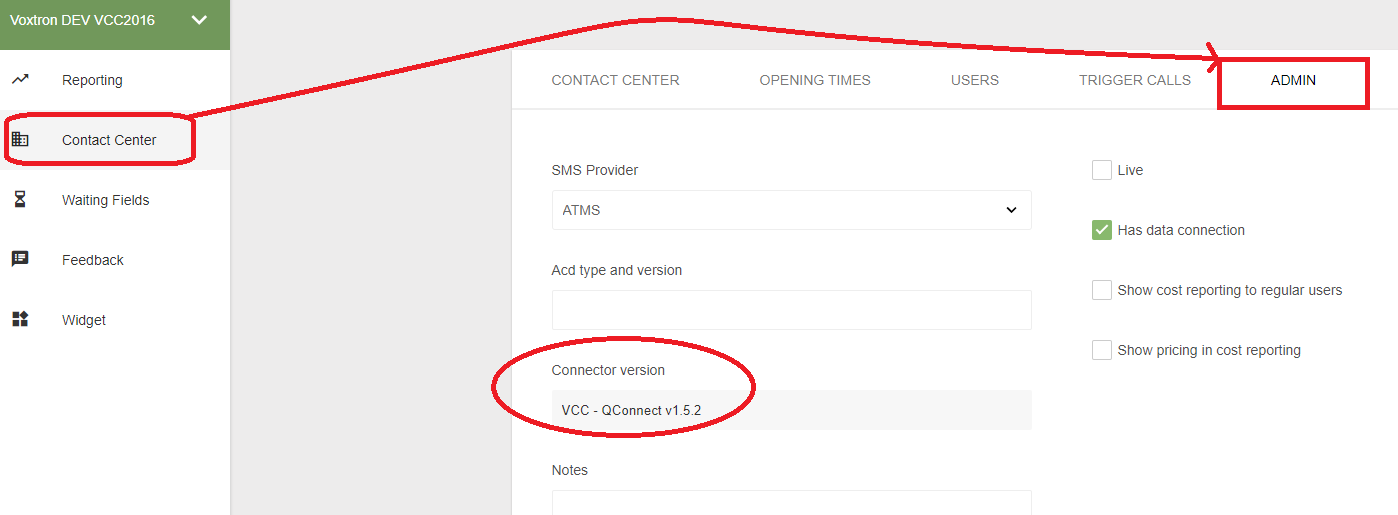 Voxtron DEV VCC2016
Reporting
Contact Center
Waiting Fields
Feedback
Widget
CONTACT CENTER OPENING TIMES USERS TRIGGER CALLS ADMIN
SMS Provider
ATMS
Acd type and version
Connector version
VCC - QConnect v1.5.2
Notes
Live
Has data connection
Show cost reporting to regular users
Show pricing in cost reporting